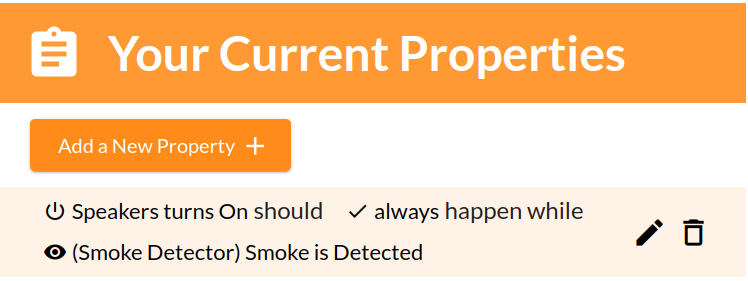 Your Current Properties
Add a New Property +
Speakers turns On should ✓ always happen while
(Smoke Detector) Smoke is Detected